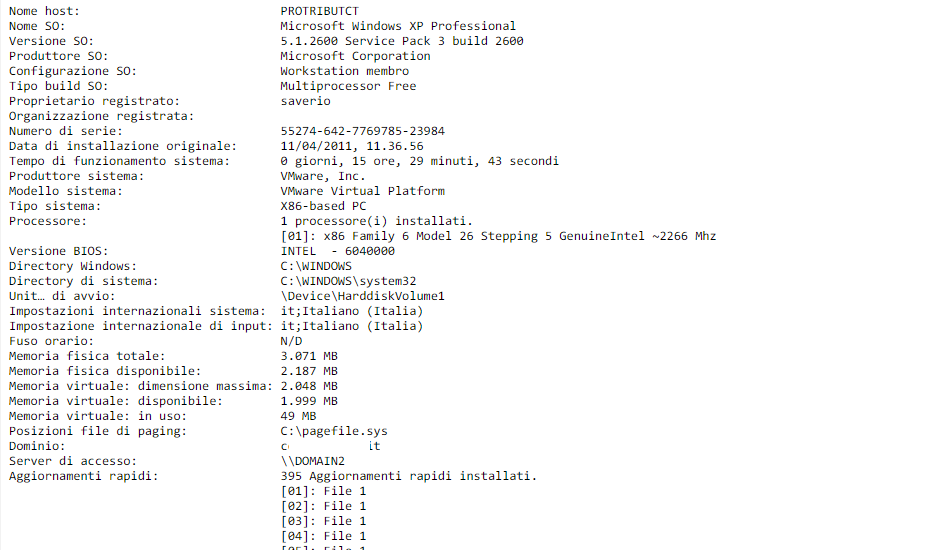 Nome host: PROTRIBUTCT
Nome SO: Microsoft Windows XP Professional
Versione SO: 5.1.2600 Service Pack 3 build 2600
Produttore SO: Microsoft Corporation
Configurazione SO: Workstation membro
Tipo build SO: Multiprocessor Free
Proprietario registrato: saverio
Organizzazione registrata:
Numero di serie: 55274-642-7769785-23984
Data di installazione originale: 11/04/2011, 11.36.56
Tempo di funzionamento sistema: 0 giorni, 15 ore, 29 minuti, 43 secondi
Produttore sistema: VMware, Inc.
Modello sistema: VMware Virtual Platform
Tipo sistema: X86-based PC
Processore: 1 processore(i) installati.
[01]: x86 Family 6 Model 26 Stepping 5 GenuineIntel ~2266 Mhz
Versione BIOS: INTEL - 6040000
Directory Windows: C:\WINDOWS
Directory di sistema: C:\WINDOWS\system32
Unit… di avvio: \Device\HarddiskVolume1
Impostazioni internazionali sistema: it;Italiano (Italia)
Impostazione internazionale di input: it;Italiano (Italia)
Fuso orario: N/D
Memoria fisica totale: 3.071 MB
Memoria fisica disponibile: 2.187 MB
Memoria virtuale: dimensione massima: 2.048 MB
Memoria virtuale: disponibile: 1.999 MB
Memoria virtuale: in uso: 49 MB
Posizioni file di paging: C:\pagefile.sys
Dominio: it
Server di accesso: \\DOMAIN2
Aggiornamenti rapidi: 395 Aggiornamenti rapidi installati.
[01]: File 1
[02]: File 1
[03]: File 1
[04]: File 1